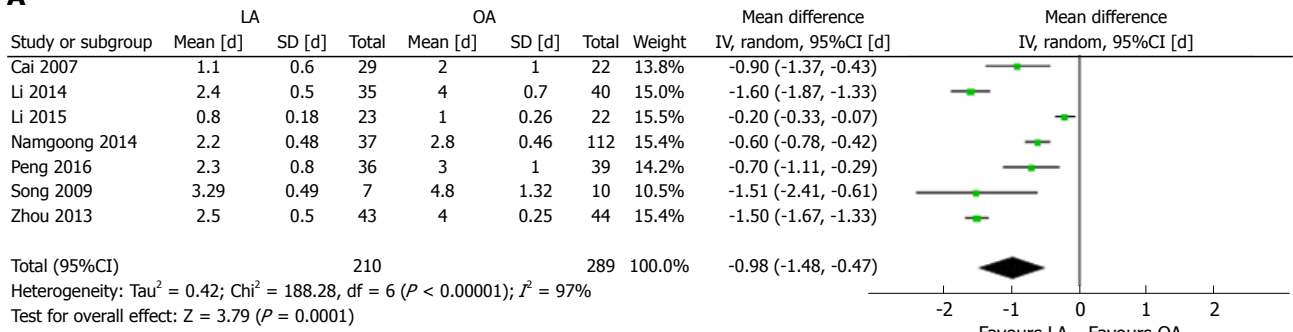 A
LA OA Mean difference Mean difference
Study or subgroup Mean [d] SD [d] Total Mean [d] SD [d] Total Weight IV, random, 95%CI [d] IV, random, 95%CI [d]
Cai 2007 1.1 0.6 29 2 1 22 13.8% -0.90 (-1.37, -0.43)
Li 2014 2.4 0.5 35 4 0.7 40 15.0% -1.60 (-1.87, -1.33)
Li 2015 0.8 0.18 23 1 0.26 22 15.5% -0.20 (-0.33, -0.07)
Namgoong 2014 2.2 0.48 37 2.8 0.46 112 15.4% -0.60 (-0.78, -0.42)
Peng 2016 2.3 0.8 36 3 1 39 14.2% -0.70 (-1.11, -0.29)
Song 2009 3.29 0.49 7 4.8 1.32 10 10.5% -1.51 (-2.41, -0.61)
Zhou 2013 2.5 0.5 43 4 0.25 44 15.4% -1.50 (-1.67, -1.33)
Total (95%CI) 210 289 100.0% -0.98 (-1.48, -0.47)
Heterogeneity: Tau² = 0.42; Chi² = 188.28, df = 6 (P < 0.00001); I² = 97%
Test for overall effect: Z = 3.79 (P = 0.0001)
-2 -1 0 1 2
Favours LA Favours OA